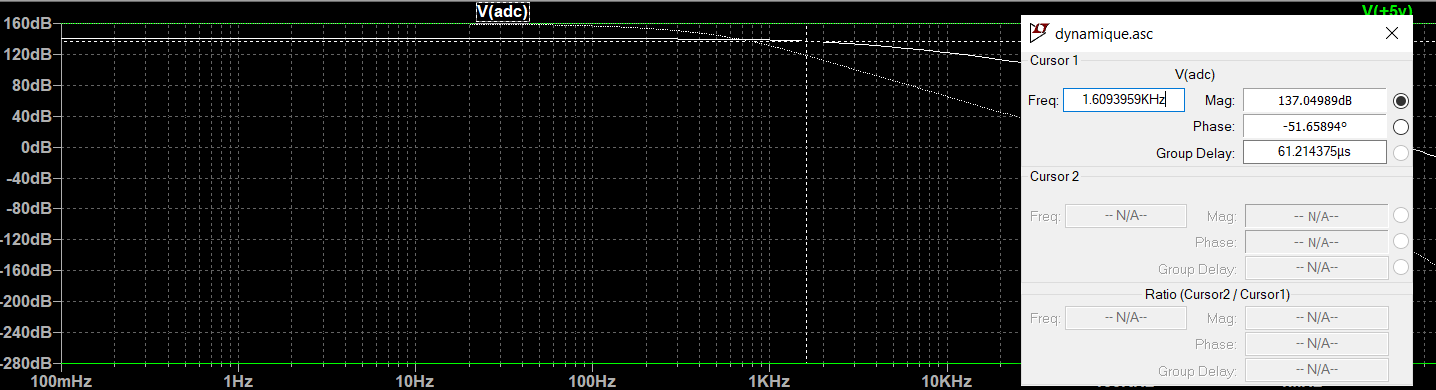 V(adc)
V(+5v)
160dB
120dB
80dB
40dB
0dB
-40dB
-80dB
-120dB
-160dB
-200dB
-240dB
-280dB
100mHz 1Hz 10Hz 100Hz 1KHz 10KHz
dynamique.asc
Cursor 1
V(adc)
Freq: 1.6093959KHz Mag: 137.04989dB
Phase: -51.65894°
Group Delay: 61.214375µs
Cursor 2
Freq: -- N/A-- Mag: -- N/A--
Phase: -- N/A--
Group Delay: -- N/A--
Ratio (Cursor2 / Cursor1)
Freq: -- N/A-- Mag: -- N/A--
Phase: -- N/A--
Group Delay: -- N/A--